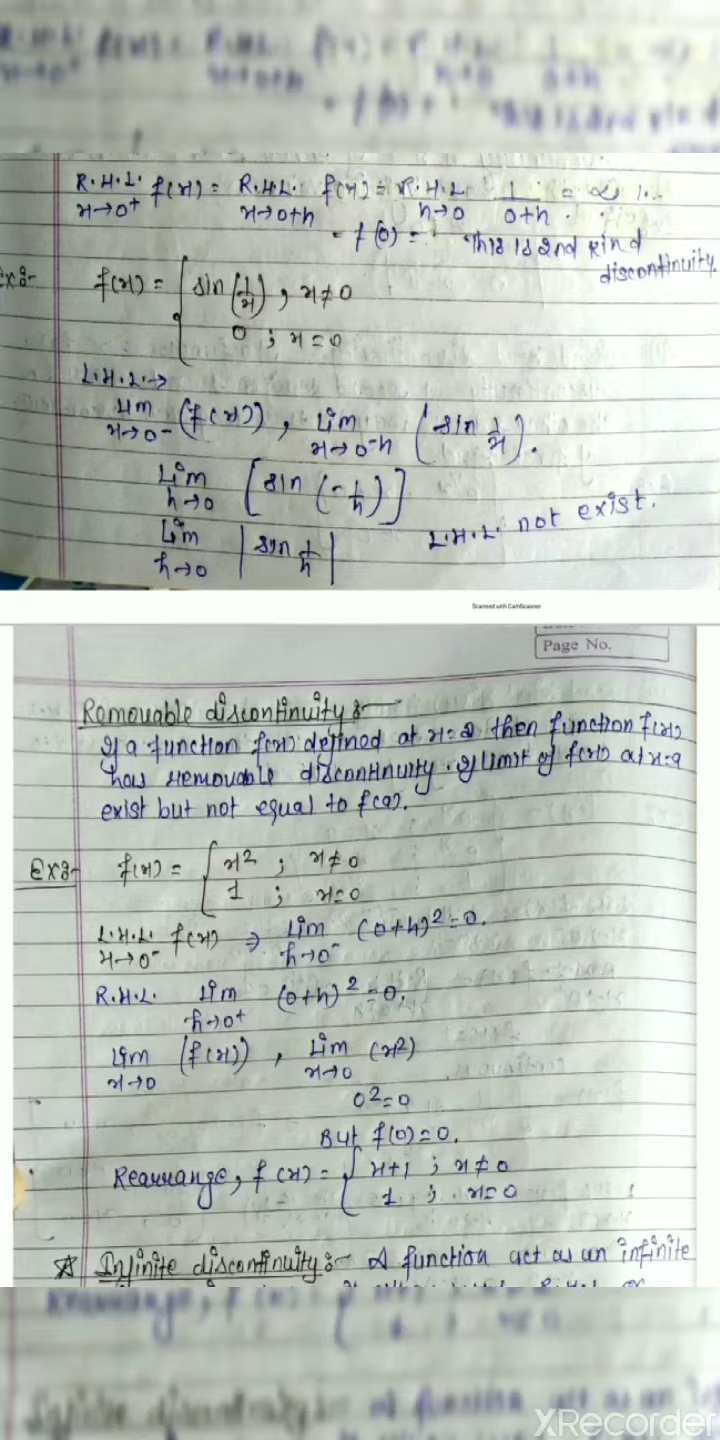 R.H.L. f(x) = R.H.L. f(x) = R.H.L 1/(0+h) = ∝
x→0+ x→0+h h→0
= f(0) = This is 2nd kind
discontinuity.
Ex:- f(x) = { sin(1/x), x≠0
0 ; x=0
L.H.L.→
lim x→0- (f(x)), Lim x→0-h (sin 1/x).
Lim h→0 [sin (-1/h)]
Lim h→0 |sin 1/h| L.H.L. not exist.
Scanned with CamScanner
Page No.
Removable discontinuity :-
If a function f(x) defined at x=a then function f(x)
has removable discontinuity. If limit of f(x) at x=a
exist but not equal to f(a).
Ex:- f(x) = { x² ; x≠0
1 ; x=0
L.H.L. x→0- f(x) ⇒ Lim h→0- (0+h)²=0.
R.H.L. Lim h→0+ (0+h)²=0.
Lim x→0 (f(x)), Lim x→0 (x²)
0²=0
But f(0)=0.
Rearrange, f(x) = { x+1 ; x≠0
1 ; x=0
Infinite discontinuity :- A function act as an infinite
XRecorder